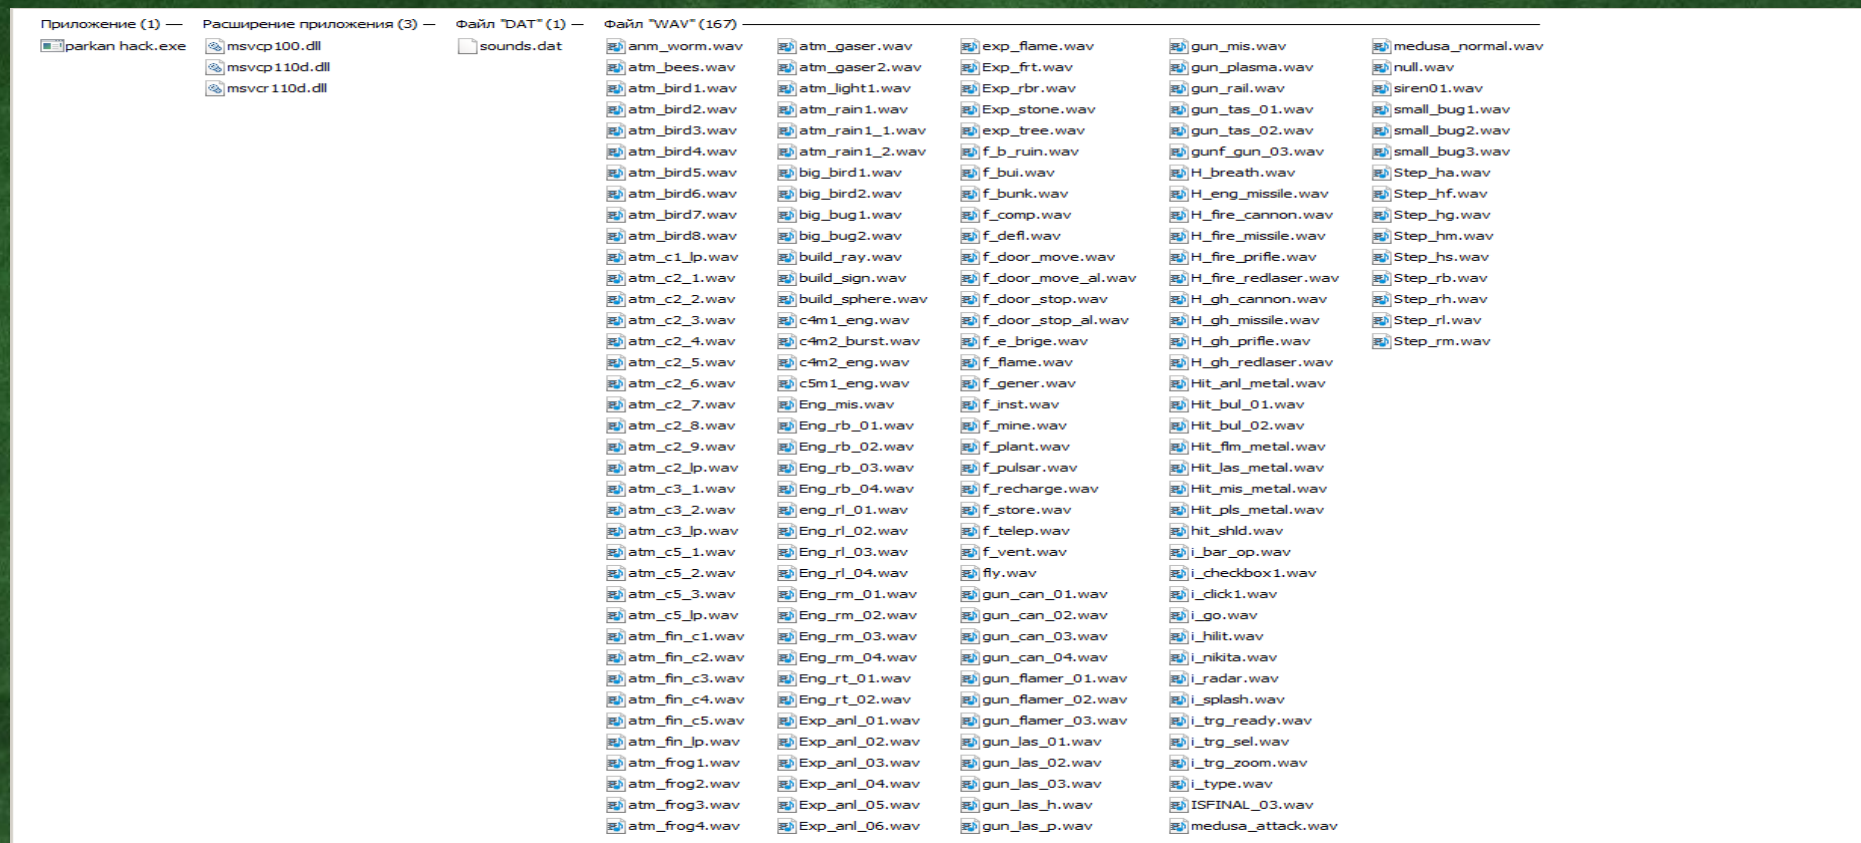 Приложение (1)
parkan hack.exe
Расширение приложения (3)
msvcp100.dll
msvcp110d.dll
msvcr110d.dll
Файл "DAT" (1)
sounds.dat
Файл "WAV" (167)
anm_worm.wav
atm_bees.wav
atm_bird1.wav
atm_bird2.wav
atm_bird3.wav
atm_bird4.wav
atm_bird5.wav
atm_bird6.wav
atm_bird7.wav
atm_bird8.wav
atm_c1_lp.wav
atm_c2_1.wav
atm_c2_2.wav
atm_c2_3.wav
atm_c2_4.wav
atm_c2_5.wav
atm_c2_6.wav
atm_c2_7.wav
atm_c2_8.wav
atm_c2_9.wav
atm_c2_lp.wav
atm_c3_1.wav
atm_c3_2.wav
atm_c3_lp.wav
atm_c5_1.wav
atm_c5_2.wav
atm_c5_3.wav
atm_c5_lp.wav
atm_fin_c1.wav
atm_fin_c2.wav
atm_fin_c3.wav
atm_fin_c4.wav
atm_fin_c5.wav
atm_fin_lp.wav
atm_frog1.wav
atm_frog2.wav
atm_frog3.wav
atm_frog4.wav
atm_gaser.wav
atm_gaser2.wav
atm_light1.wav
atm_rain1.wav
atm_rain1_1.wav
atm_rain1_2.wav
big_bird1.wav
big_bird2.wav
big_bug1.wav
big_bug2.wav
build_ray.wav
build_sign.wav
build_sphere.wav
c4m1_eng.wav
c4m2_burst.wav
c4m2_eng.wav
c5m1_eng.wav
Eng_mis.wav
Eng_rb_01.wav
Eng_rb_02.wav
Eng_rb_03.wav
Eng_rb_04.wav
eng_rl_01.wav
Eng_rl_02.wav
Eng_rl_03.wav
Eng_rl_04.wav
Eng_rm_01.wav
Eng_rm_02.wav
Eng_rm_03.wav
Eng_rm_04.wav
Eng_rt_01.wav
Eng_rt_02.wav
Exp_anl_01.wav
Exp_anl_02.wav
Exp_anl_03.wav
Exp_anl_04.wav
Exp_anl_05.wav
Exp_anl_06.wav
exp_flame.wav
Exp_frt.wav
Exp_rbr.wav
Exp_stone.wav
exp_tree.wav
f_b_ruin.wav
f_bui.wav
f_bunk.wav
f_comp.wav
f_defl.wav
f_door_move.wav
f_door_move_al.wav
f_door_stop.wav
f_door_stop_al.wav
f_e_brige.wav
f_flame.wav
f_gener.wav
f_inst.wav
f_mine.wav
f_plant.wav
f_pulsar.wav
f_recharge.wav
f_store.wav
f_telep.wav
f_vent.wav
fly.wav
gun_can_01.wav
gun_can_02.wav
gun_can_03.wav
gun_can_04.wav
gun_flamer_01.wav
gun_flamer_02.wav
gun_flamer_03.wav
gun_las_01.wav
gun_las_02.wav
gun_las_03.wav
gun_las_h.wav
gun_las_p.wav
gun_mis.wav
gun_plasma.wav
gun_rail.wav
gun_tas_01.wav
gun_tas_02.wav
gunf_gun_03.wav
H_breath.wav
H_eng_missile.wav
H_fire_cannon.wav
H_fire_missile.wav
H_fire_prifle.wav
H_fire_redlaser.wav
H_gh_cannon.wav
H_gh_missile.wav
H_gh_prifle.wav
H_gh_redlaser.wav
Hit_anl_metal.wav
Hit_bul_01.wav
Hit_bul_02.wav
Hit_flm_metal.wav
Hit_las_metal.wav
Hit_mis_metal.wav
Hit_pls_metal.wav
hit_shld.wav
i_bar_op.wav
i_checkbox1.wav
i_click1.wav
i_go.wav
i_hilit.wav
i_nikita.wav
i_radar.wav
i_splash.wav
i_trg_ready.wav
i_trg_sel.wav
i_trg_zoom.wav
i_type.wav
ISFINAL_03.wav
medusa_attack.wav
medusa_normal.wav
null.wav
siren01.wav
small_bug1.wav
small_bug2.wav
small_bug3.wav
Step_ha.wav
Step_hf.wav
Step_hg.wav
Step_hm.wav
Step_hs.wav
Step_rb.wav
Step_rh.wav
Step_rl.wav
Step_rm.wav